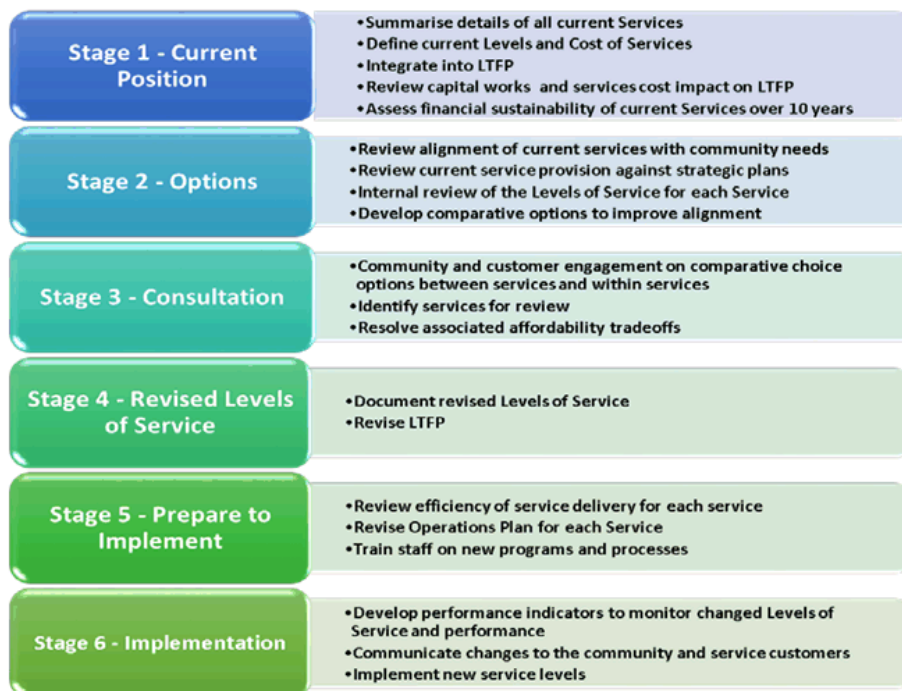 Stage 1 - Current
Position
•Summarise details of all current Services
•Define current Levels and Cost of Services
•Integrate into LTFP
•Review capital works and services cost impact on LTFP
•Assess financial sustainability of current Services over 10 years
Stage 2 - Options
•Review alignment of current services with community needs
•Review current service provision against strategic plans
•Internal review of the Levels of Service for each Service
•Develop comparative options to improve alignment
Stage 3 - Consultation
•Community and customer engagement on comparative choice
options between services and within services
•Identify services for review
•Resolve associated affordability tradeoffs
Stage 4 - Revised Levels
of Service
•Document revised Levels of Service
•Revise LTFP
Stage 5 - Prepare to
Implement
•Review efficiency of service delivery for each service
•Revise Operations Plan for each Service
•Train staff on new programs and processes
Stage 6 - Implementation
•Develop performance indicators to monitor changed Levels of
Service and performance
•Communicate changes to the community and service customers
•Implement new service levels